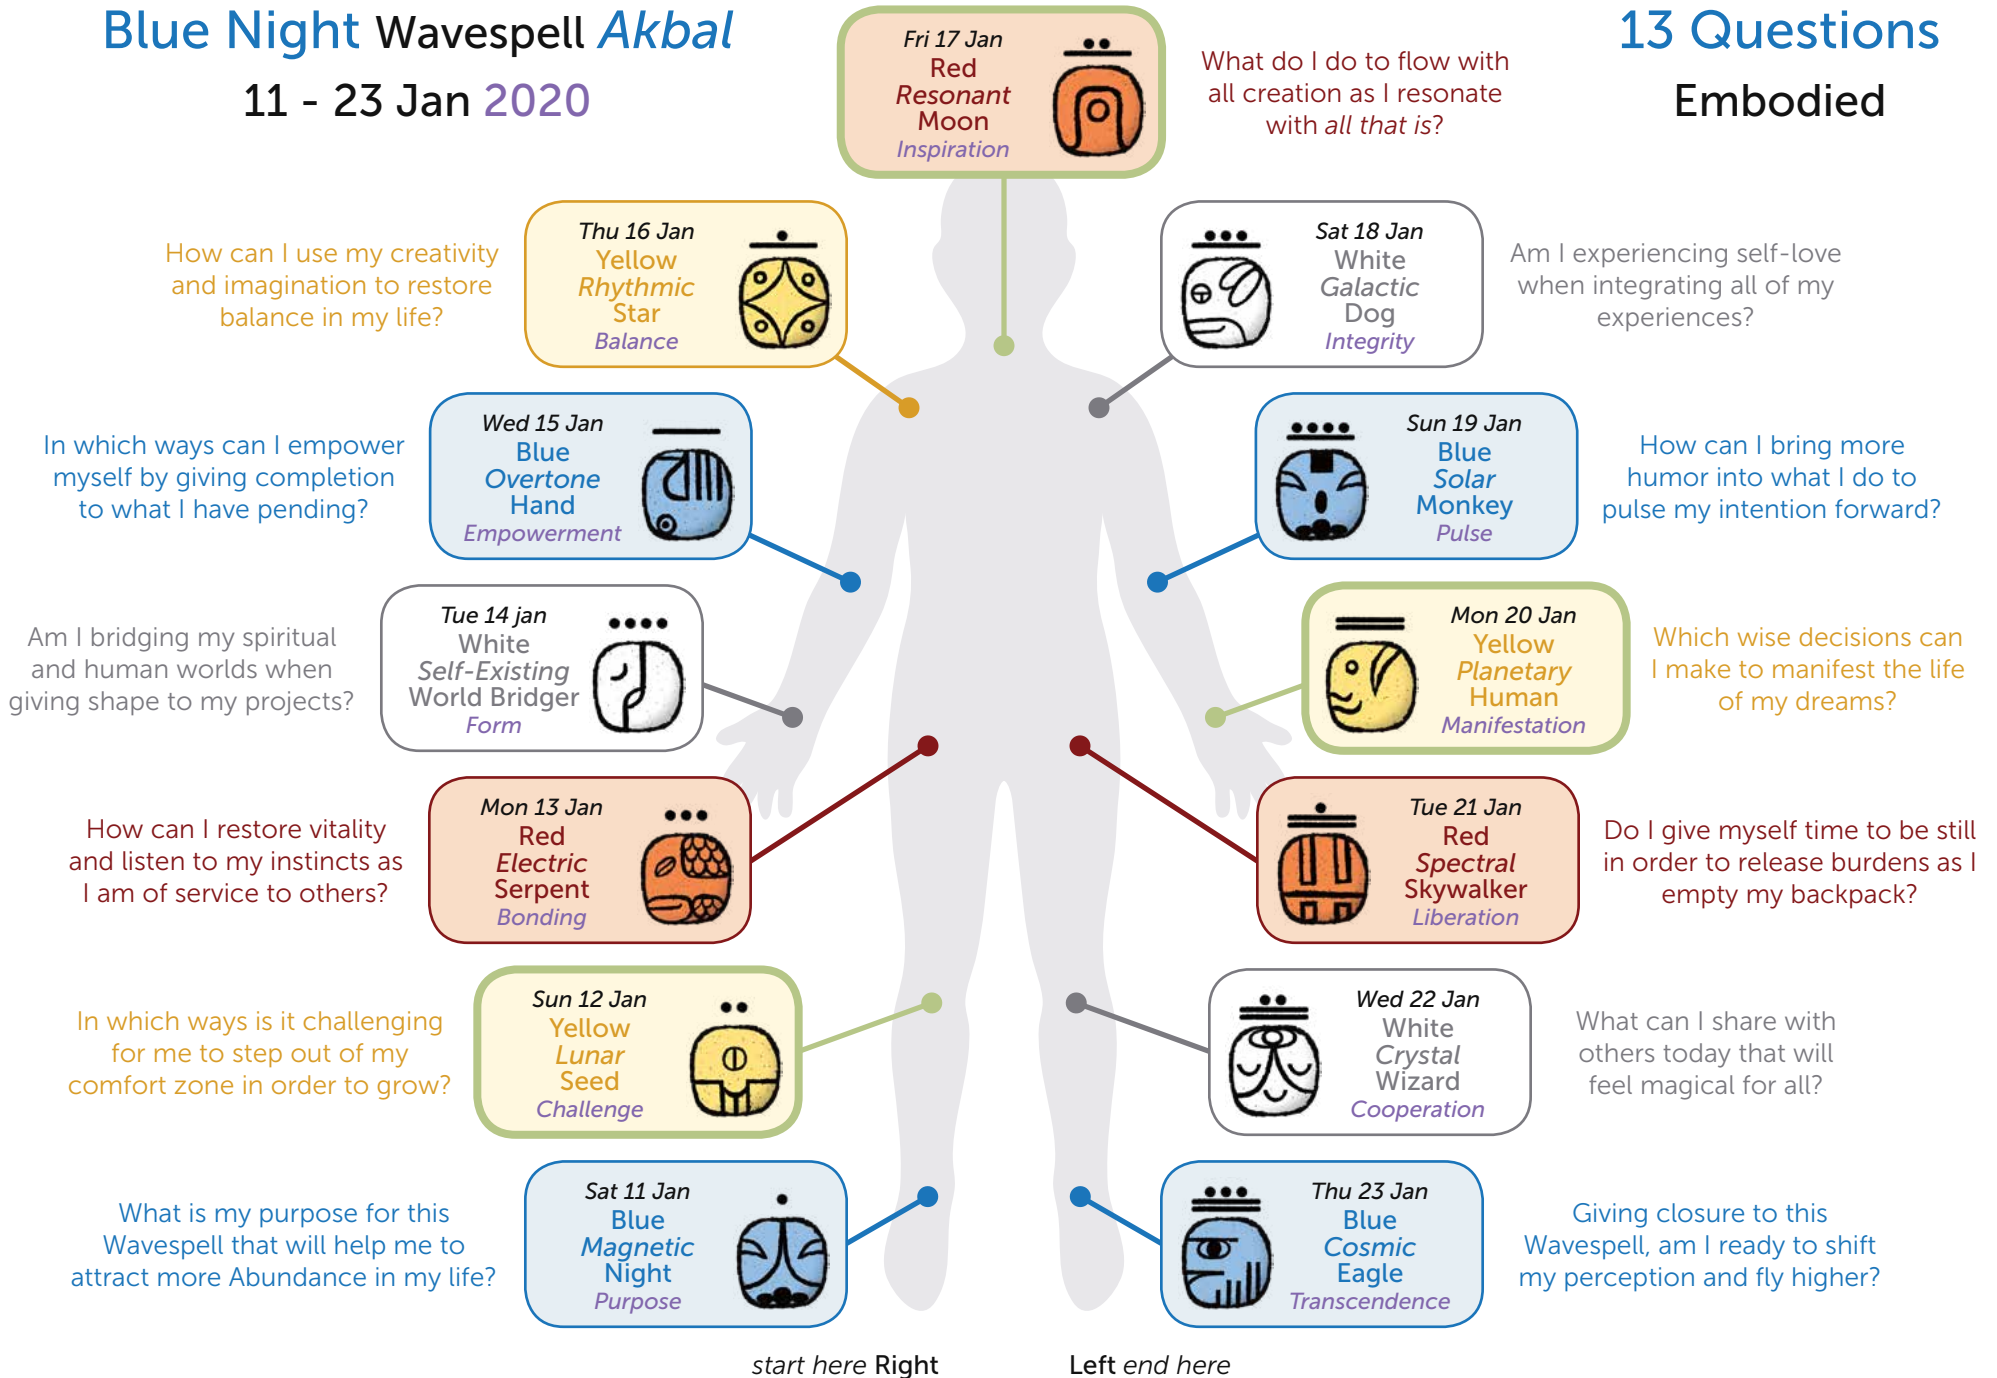 Blue Night Wavespell Akbal
11 - 23 Jan 2020
13 Questions
Embodied
Fri 17 Jan
Red
Resonant
Moon
Inspiration
What do I do to flow with
all creation as I resonate
with all that is?
How can I use my creativity
and imagination to restore
balance in my life?
Thu 16 Jan
Yellow
Rhythmic
Star
Balance
Sat 18 Jan
White
Galactic
Dog
Integrity
Am I experiencing self-love
when integrating all of my
experiences?
In which ways can I empower
myself by giving completion
to what I have pending?
Wed 15 Jan
Blue
Overtone
Hand
Empowerment
Sun 19 Jan
Blue
Solar
Monkey
Pulse
How can I bring more
humor into what I do to
pulse my intention forward?
Am I bridging my spiritual
and human worlds when
giving shape to my projects?
Tue 14 jan
White
Self-Existing
World Bridger
Form
Mon 20 Jan
Yellow
Planetary
Human
Manifestation
Which wise decisions can
I make to manifest the life
of my dreams?
How can I restore vitality
and listen to my instincts as
I am of service to others?
Mon 13 Jan
Red
Electric
Serpent
Bonding
Tue 21 Jan
Red
Spectral
Skywalker
Liberation
Do I give myself time to be still
in order to release burdens as I
empty my backpack?
In which ways is it challenging
for me to step out of my
comfort zone in order to grow?
Sun 12 Jan
Yellow
Lunar
Seed
Challenge
Wed 22 Jan
White
Crystal
Wizard
Cooperation
What can I share with
others today that will
feel magical for all?
What is my purpose for this
Wavespell that will help me to
attract more Abundance in my life?
Sat 11 Jan
Blue
Magnetic
Night
Purpose
Thu 23 Jan
Blue
Cosmic
Eagle
Transcendence
Giving closure to this
Wavespell, am I ready to shift
my perception and fly higher?
start here Right
Left end here